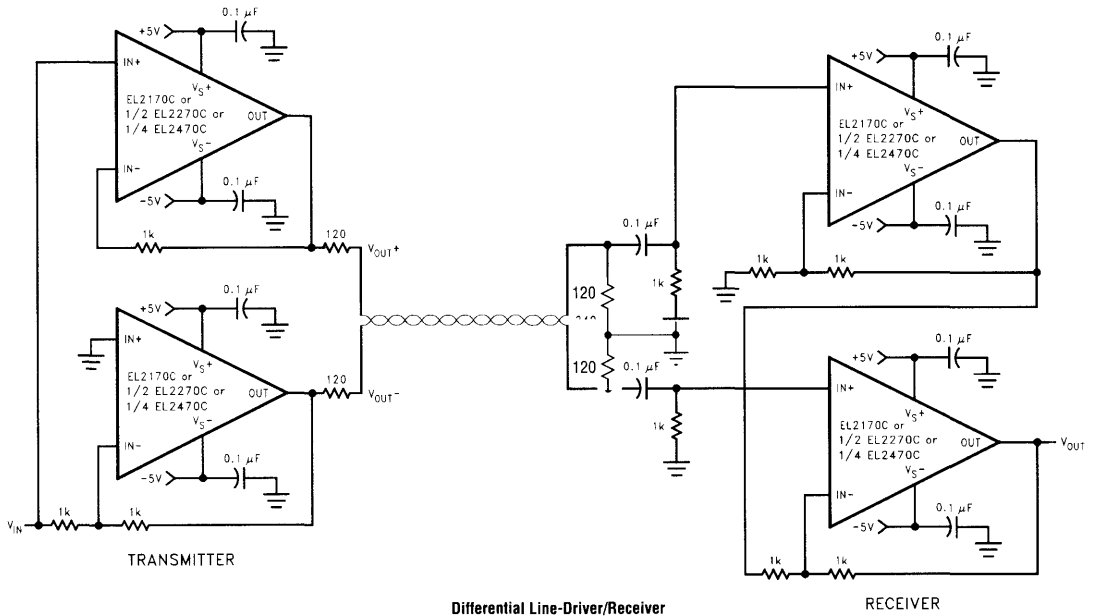 +5V
0.1 μF
IN+
VS+
EL2170C or
1/2 EL2270C or
1/4 EL2470C
OUT
VS-
IN-
-5V
0.1 μF
1k
120
VOUT+
+5V
0.1 μF
IN+
VS+
EL2170C or
1/2 EL2270C or
1/4 EL2470C
OUT
VS-
IN-
-5V
0.1 μF
120
VOUT-
VIN
1k
1k
TRANSMITTER
0.1 μF
120
1k
120
0.1 μF
1k
+5V
0.1 μF
IN+
VS+
EL2170C or
1/2 EL2270C or
1/4 EL2470C
OUT
VS-
IN-
-5V
0.1 μF
1k
1k
+5V
0.1 μF
IN+
VS+
EL2170C or
1/2 EL2270C or
1/4 EL2470C
OUT
VOUT
VS-
IN-
-5V
0.1 μF
1k
1k
RECEIVER
Differential Line-Driver/Receiver